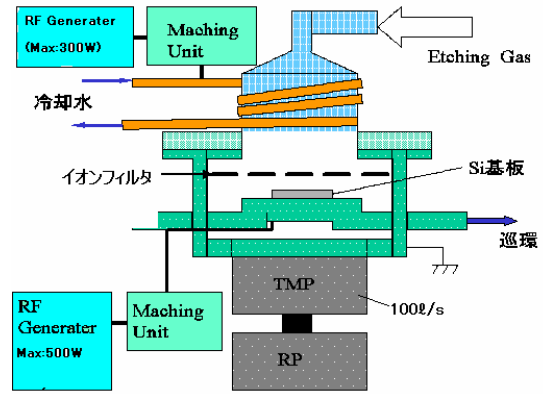 RF Generater
(Max:300W)
Maching
Unit
Etching Gas
冷却水
イオンフィルタ
Si基板
巡環
TMP
100ℓ/s
RF
Generater
Max:500W
Maching
Unit
RP